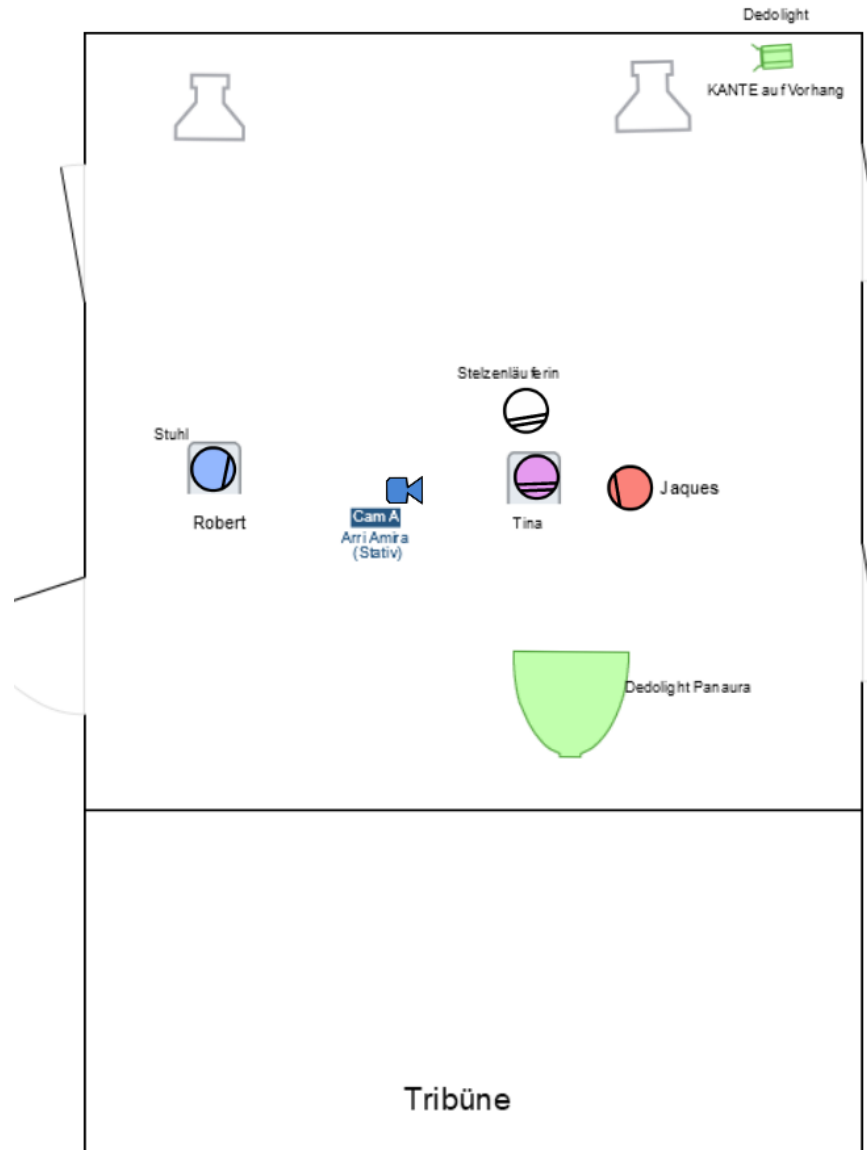 Dedolight
KANTE auf Vorhang
Stelzenläuferin
Stuhl
Robert
Cam A
Arri Amira
(Stativ)
Tina
Jaques
Dedolight Panaura
Tribüne